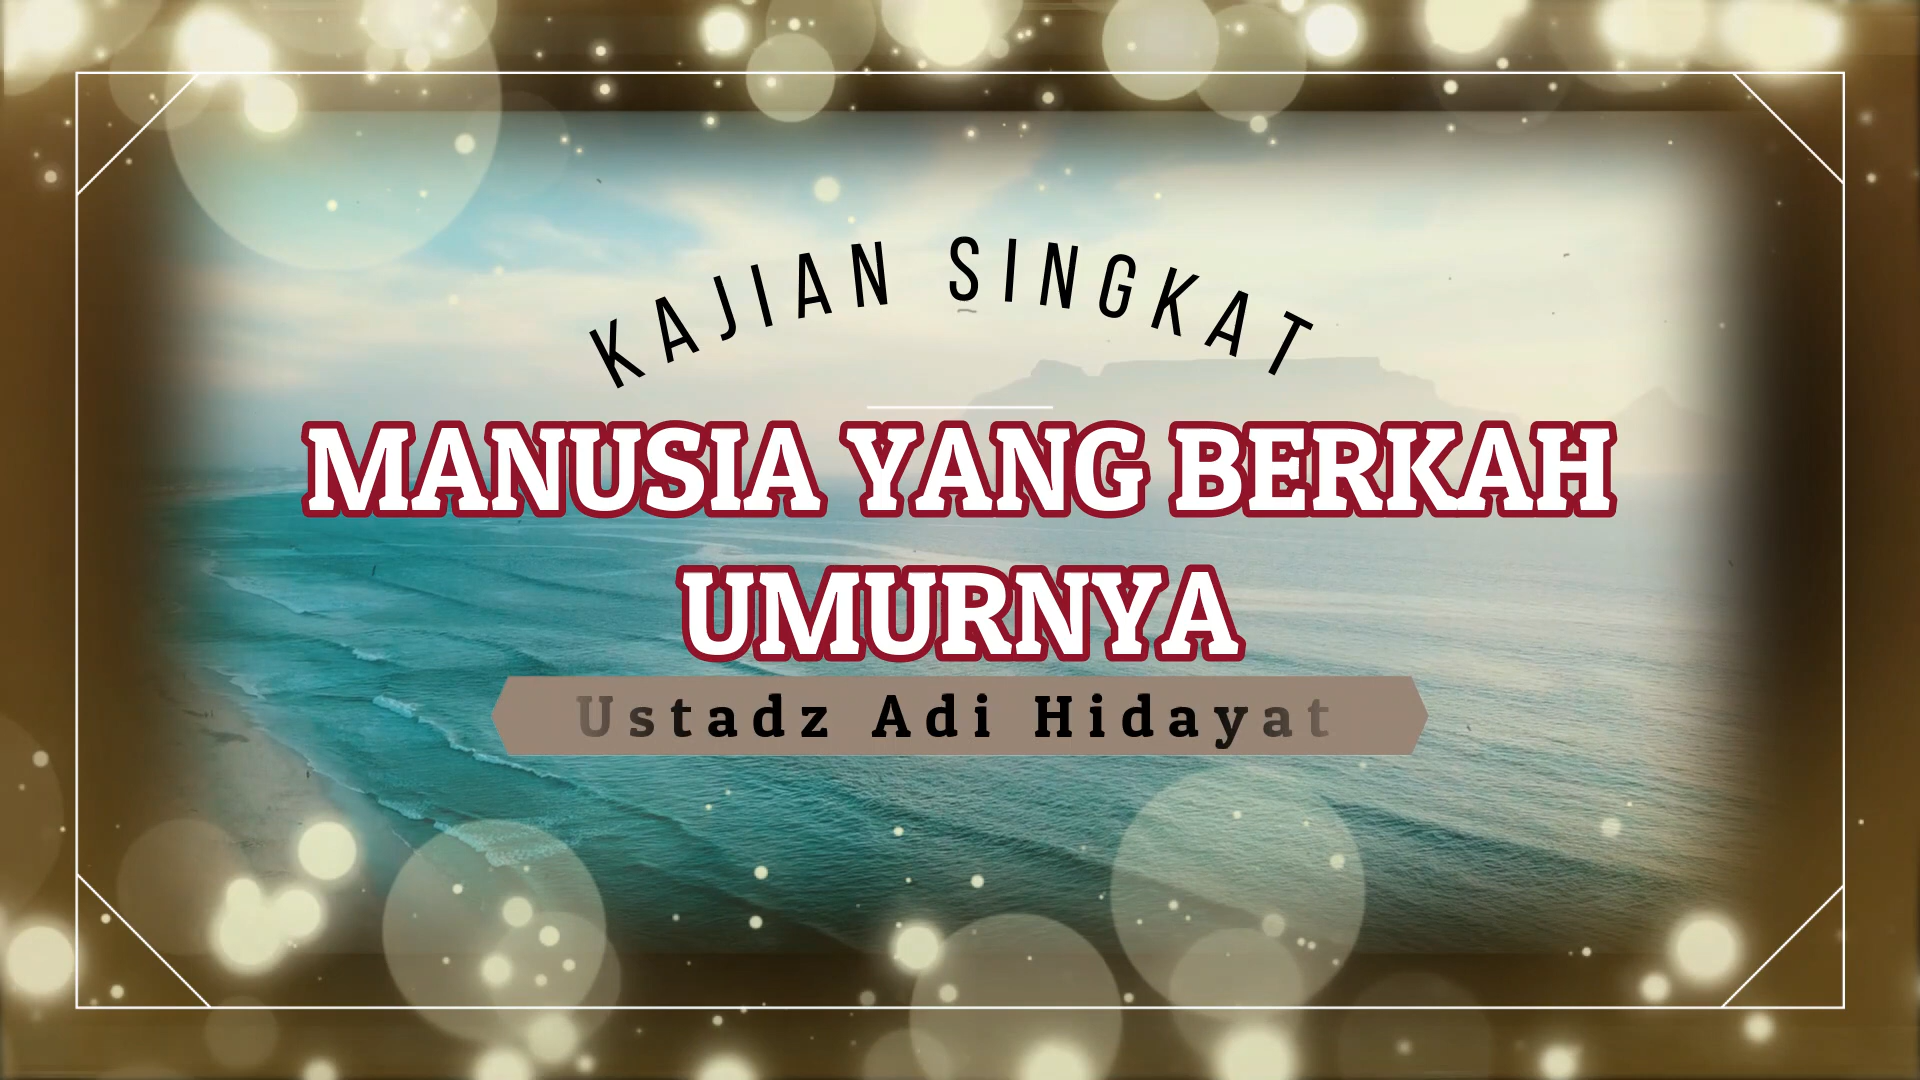 KAJIAN SINGKAT
MANUSIA YANG BERKAH
UMURNYA
Ustadz Adi Hidayat